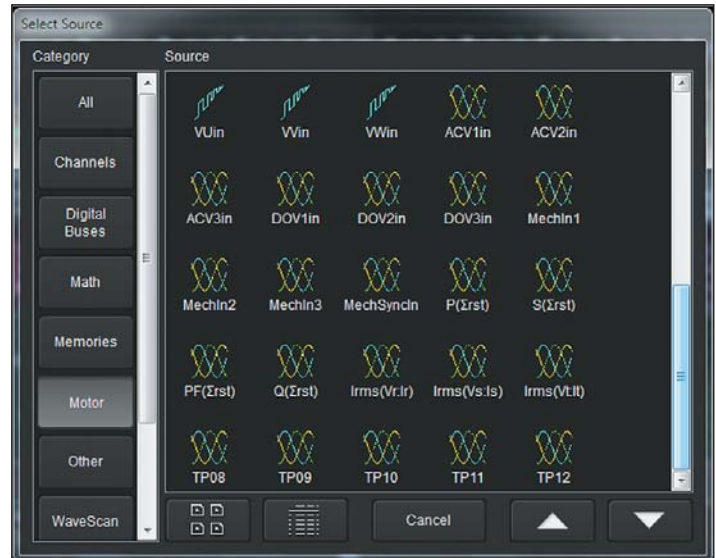 Select Source
Category Source
All
Channels
Digital
Buses
Math
Memories
Motor
Other
WaveScan
VUin VVin VWin ACV1in ACV2in
ACV3in DOV1in DOV2in DOV3in MechIn1
MechIn2 MechIn3 MechSyncIn P(Σrst) S(Σrst)
PF(Σrst) Q(Σrst) Irms(Vr:Ir) Irms(Vs:Is) Irms(Vt:It)
TP08 TP09 TP10 TP11 TP12
Cancel